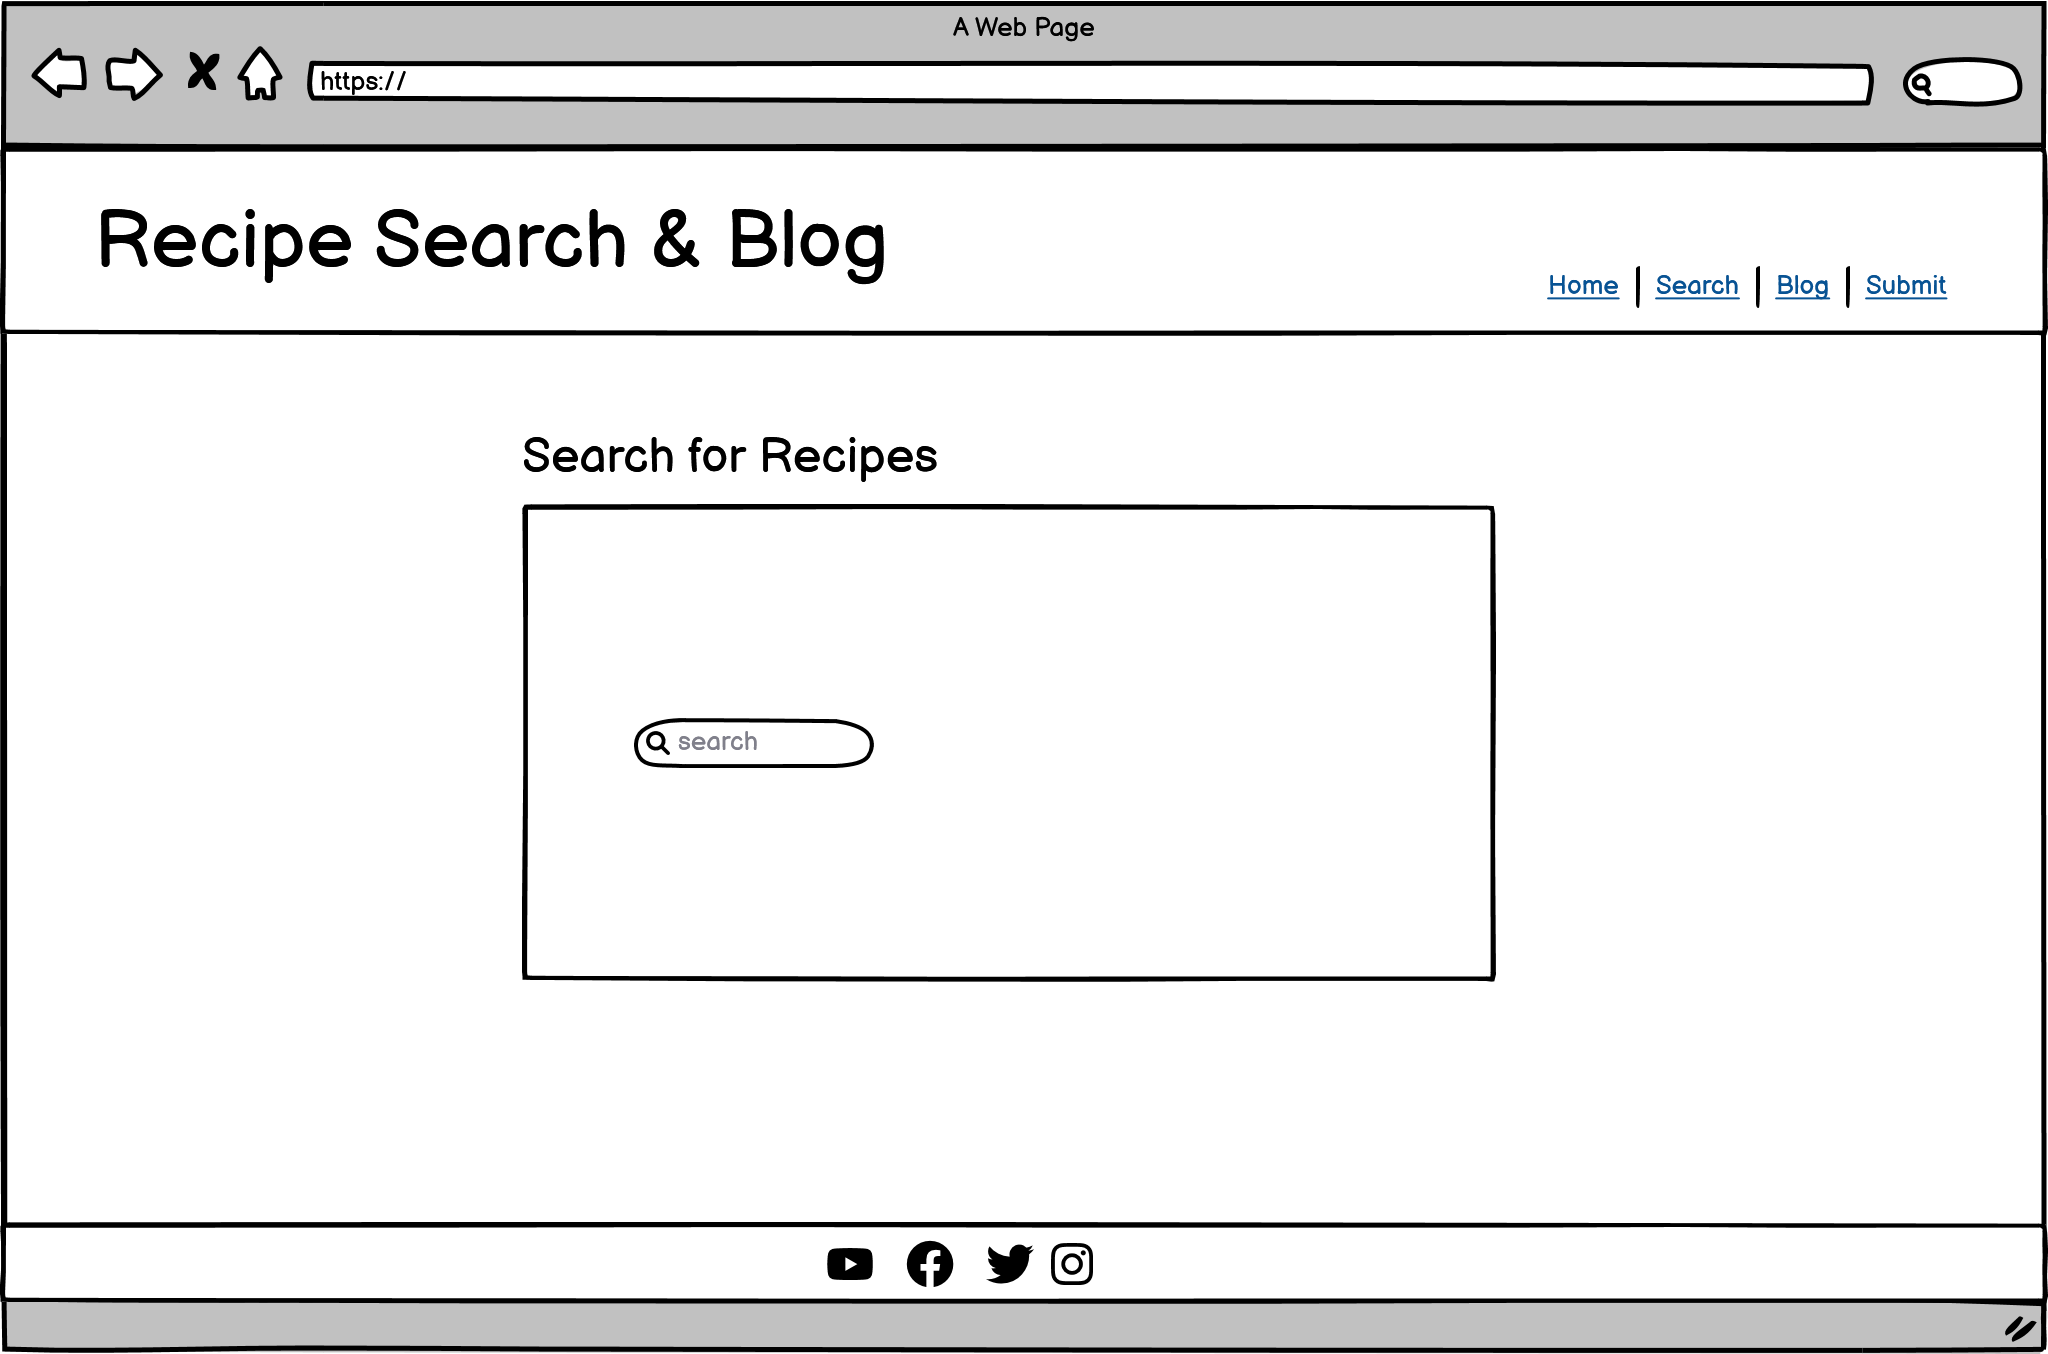 A Web Page
https://
Recipe Search & Blog
Home | Search | Blog | Submit
Search for Recipes
search